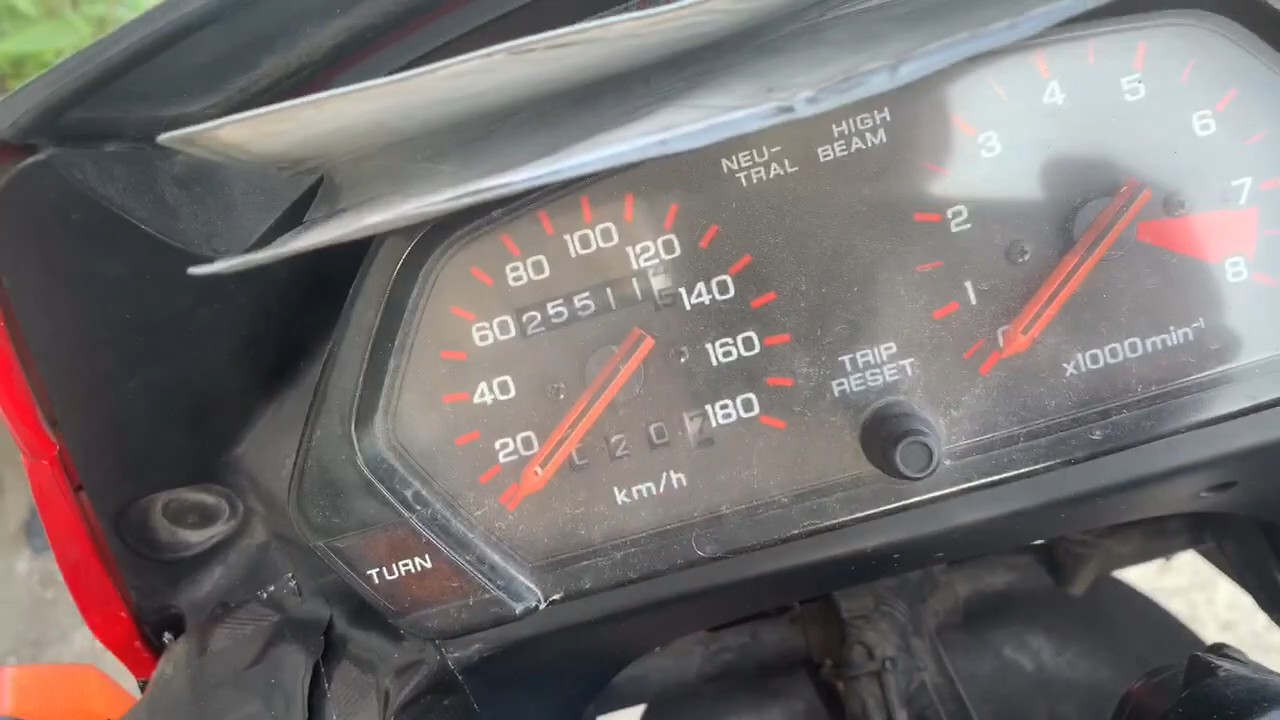 HIGH
BEAM
NEU-
TRAL
4
5
3
6
2
7
1
8
x1000min⁻¹
100
80
120
60
25511
140
40
160
20
180
km/h
TRIP
RESET
TURN